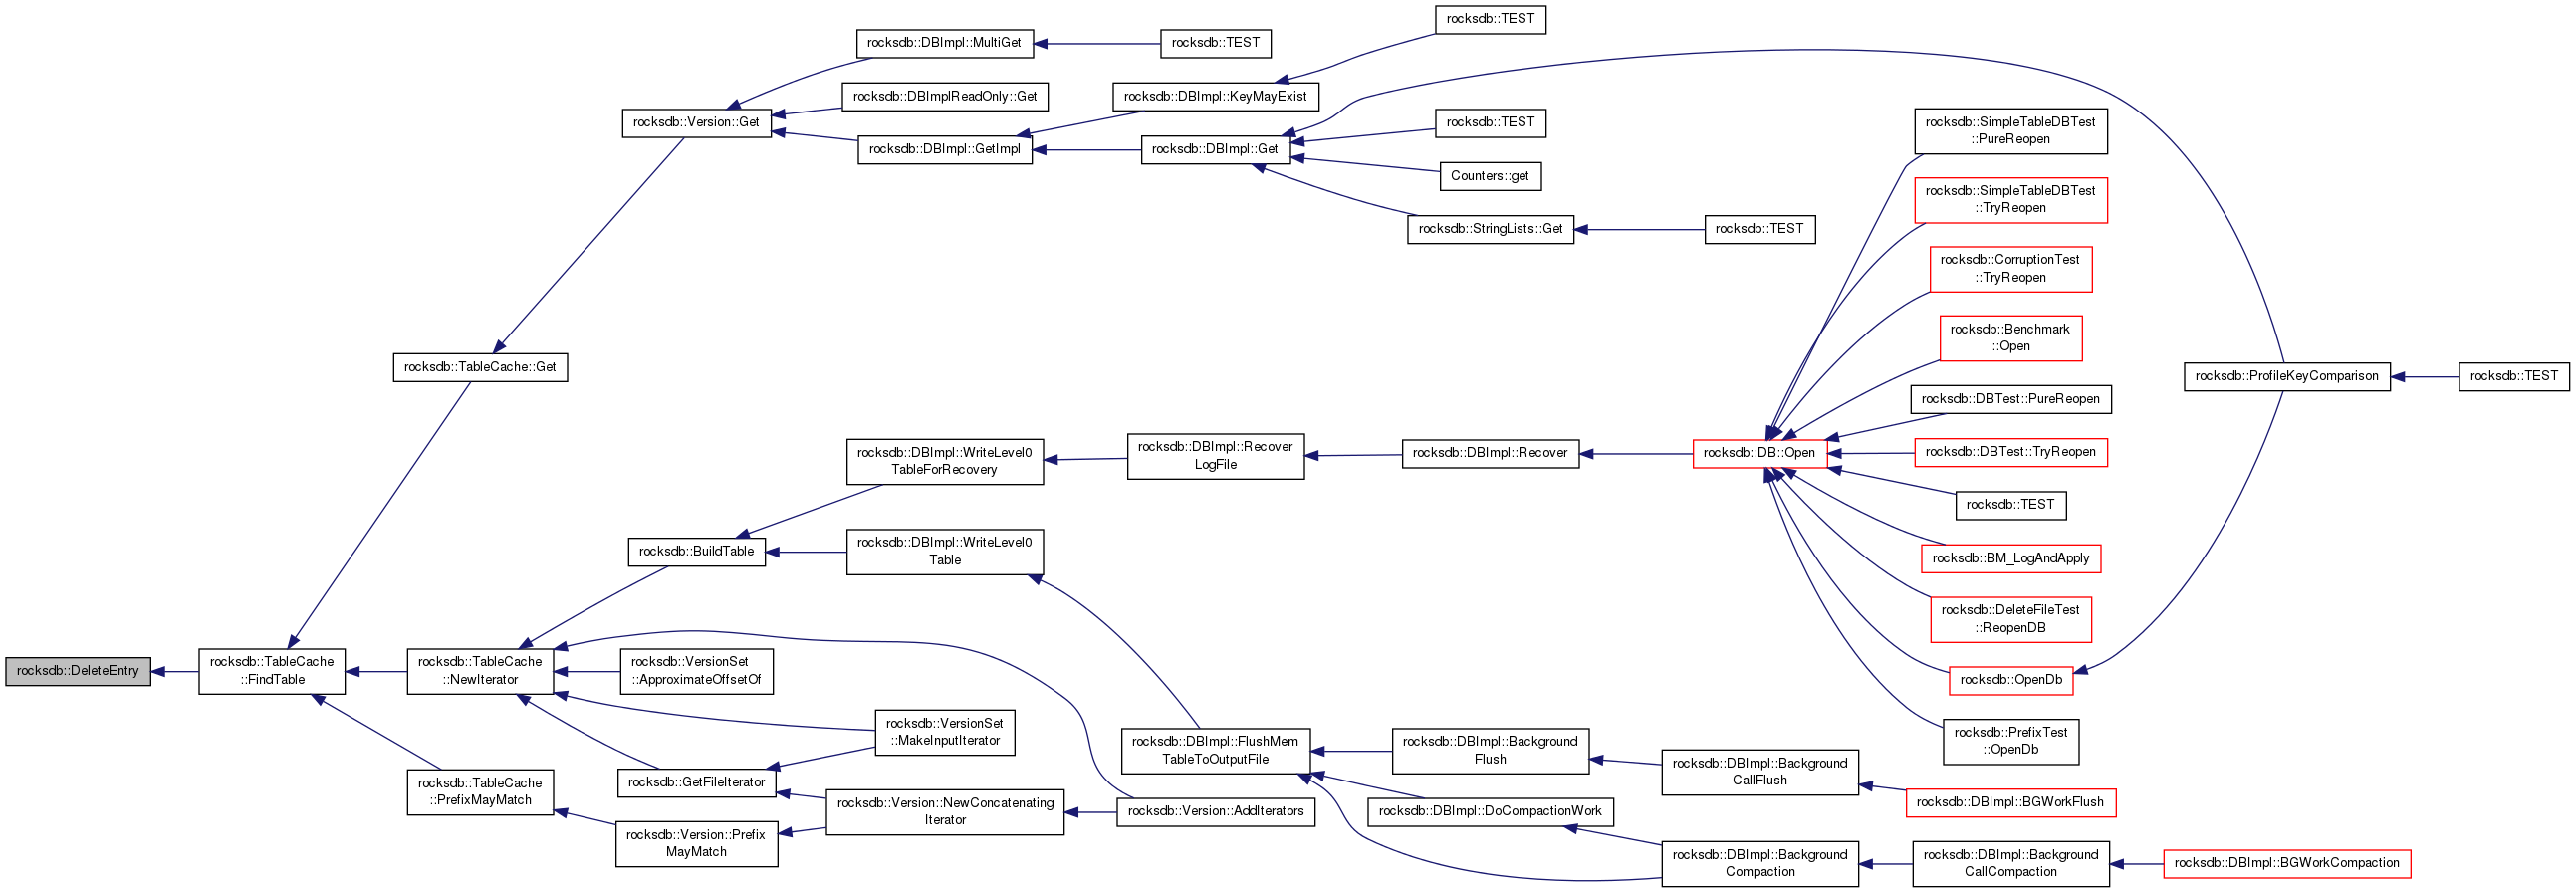 rocksdb::DeleteEntry
rocksdb::TableCache
::FindTable
rocksdb::TableCache::Get
rocksdb::TableCache
::NewIterator
rocksdb::TableCache
::PrefixMayMatch
rocksdb::Version::Get
rocksdb::BuildTable
rocksdb::VersionSet
::ApproximateOffsetOf
rocksdb::GetFileIterator
rocksdb::Version::Prefix
MayMatch
rocksdb::DBImpl::MultiGet
rocksdb::DBImplReadOnly::Get
rocksdb::DBImpl::GetImpl
rocksdb::DBImpl::WriteLevel0
TableForRecovery
rocksdb::DBImpl::WriteLevel0
Table
rocksdb::VersionSet
::MakeInputIterator
rocksdb::Version::NewConcatenating
Iterator
rocksdb::TEST
rocksdb::DBImpl::KeyMayExist
rocksdb::DBImpl::Get
rocksdb::DBImpl::Recover
LogFile
rocksdb::DBImpl::FlushMem
TableToOutputFile
rocksdb::Version::AddIterators
rocksdb::TEST
rocksdb::TEST
Counters::get
rocksdb::StringLists::Get
rocksdb::DBImpl::Recover
rocksdb::DBImpl::Background
Flush
rocksdb::DBImpl::DoCompactionWork
rocksdb::TEST
rocksdb::DB::Open
rocksdb::DBImpl::Background
CallFlush
rocksdb::DBImpl::Background
Compaction
rocksdb::SimpleTableDBTest
::PureReopen
rocksdb::SimpleTableDBTest
::TryReopen
rocksdb::CorruptionTest
::TryReopen
rocksdb::Benchmark
::Open
rocksdb::DBTest::PureReopen
rocksdb::DBTest::TryReopen
rocksdb::TEST
rocksdb::BM_LogAndApply
rocksdb::DeleteFileTest
::ReopenDB
rocksdb::OpenDb
rocksdb::PrefixTest
::OpenDb
rocksdb::DBImpl::BGWorkFlush
rocksdb::DBImpl::Background
CallCompaction
rocksdb::ProfileKeyComparison
rocksdb::DBImpl::BGWorkCompaction
rocksdb::TEST